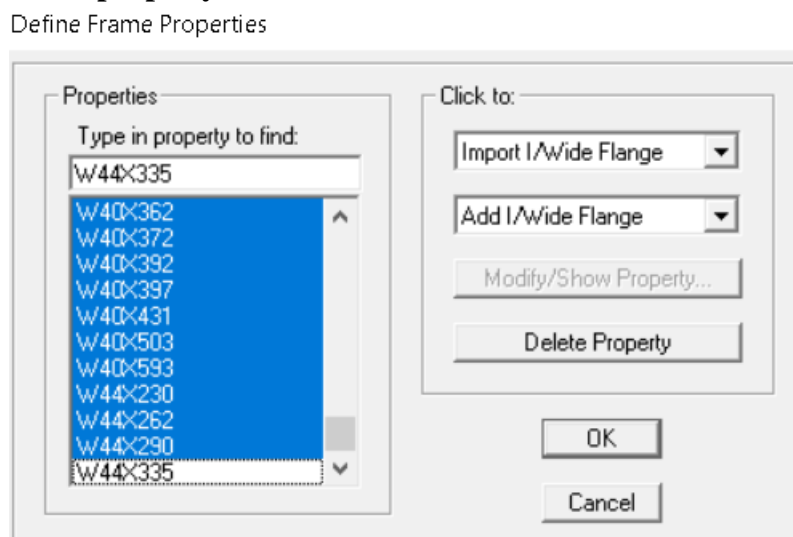 Define Frame Properties
Properties
Type in property to find:
W44X335
W40X362
W40X372
W40X392
W40X397
W40X431
W40X503
W40X593
W44X230
W44X262
W44X290
W44X335
Click to:
Import I/Wide Flange
Add I/Wide Flange
Modify/Show Property...
Delete Property
OK
Cancel